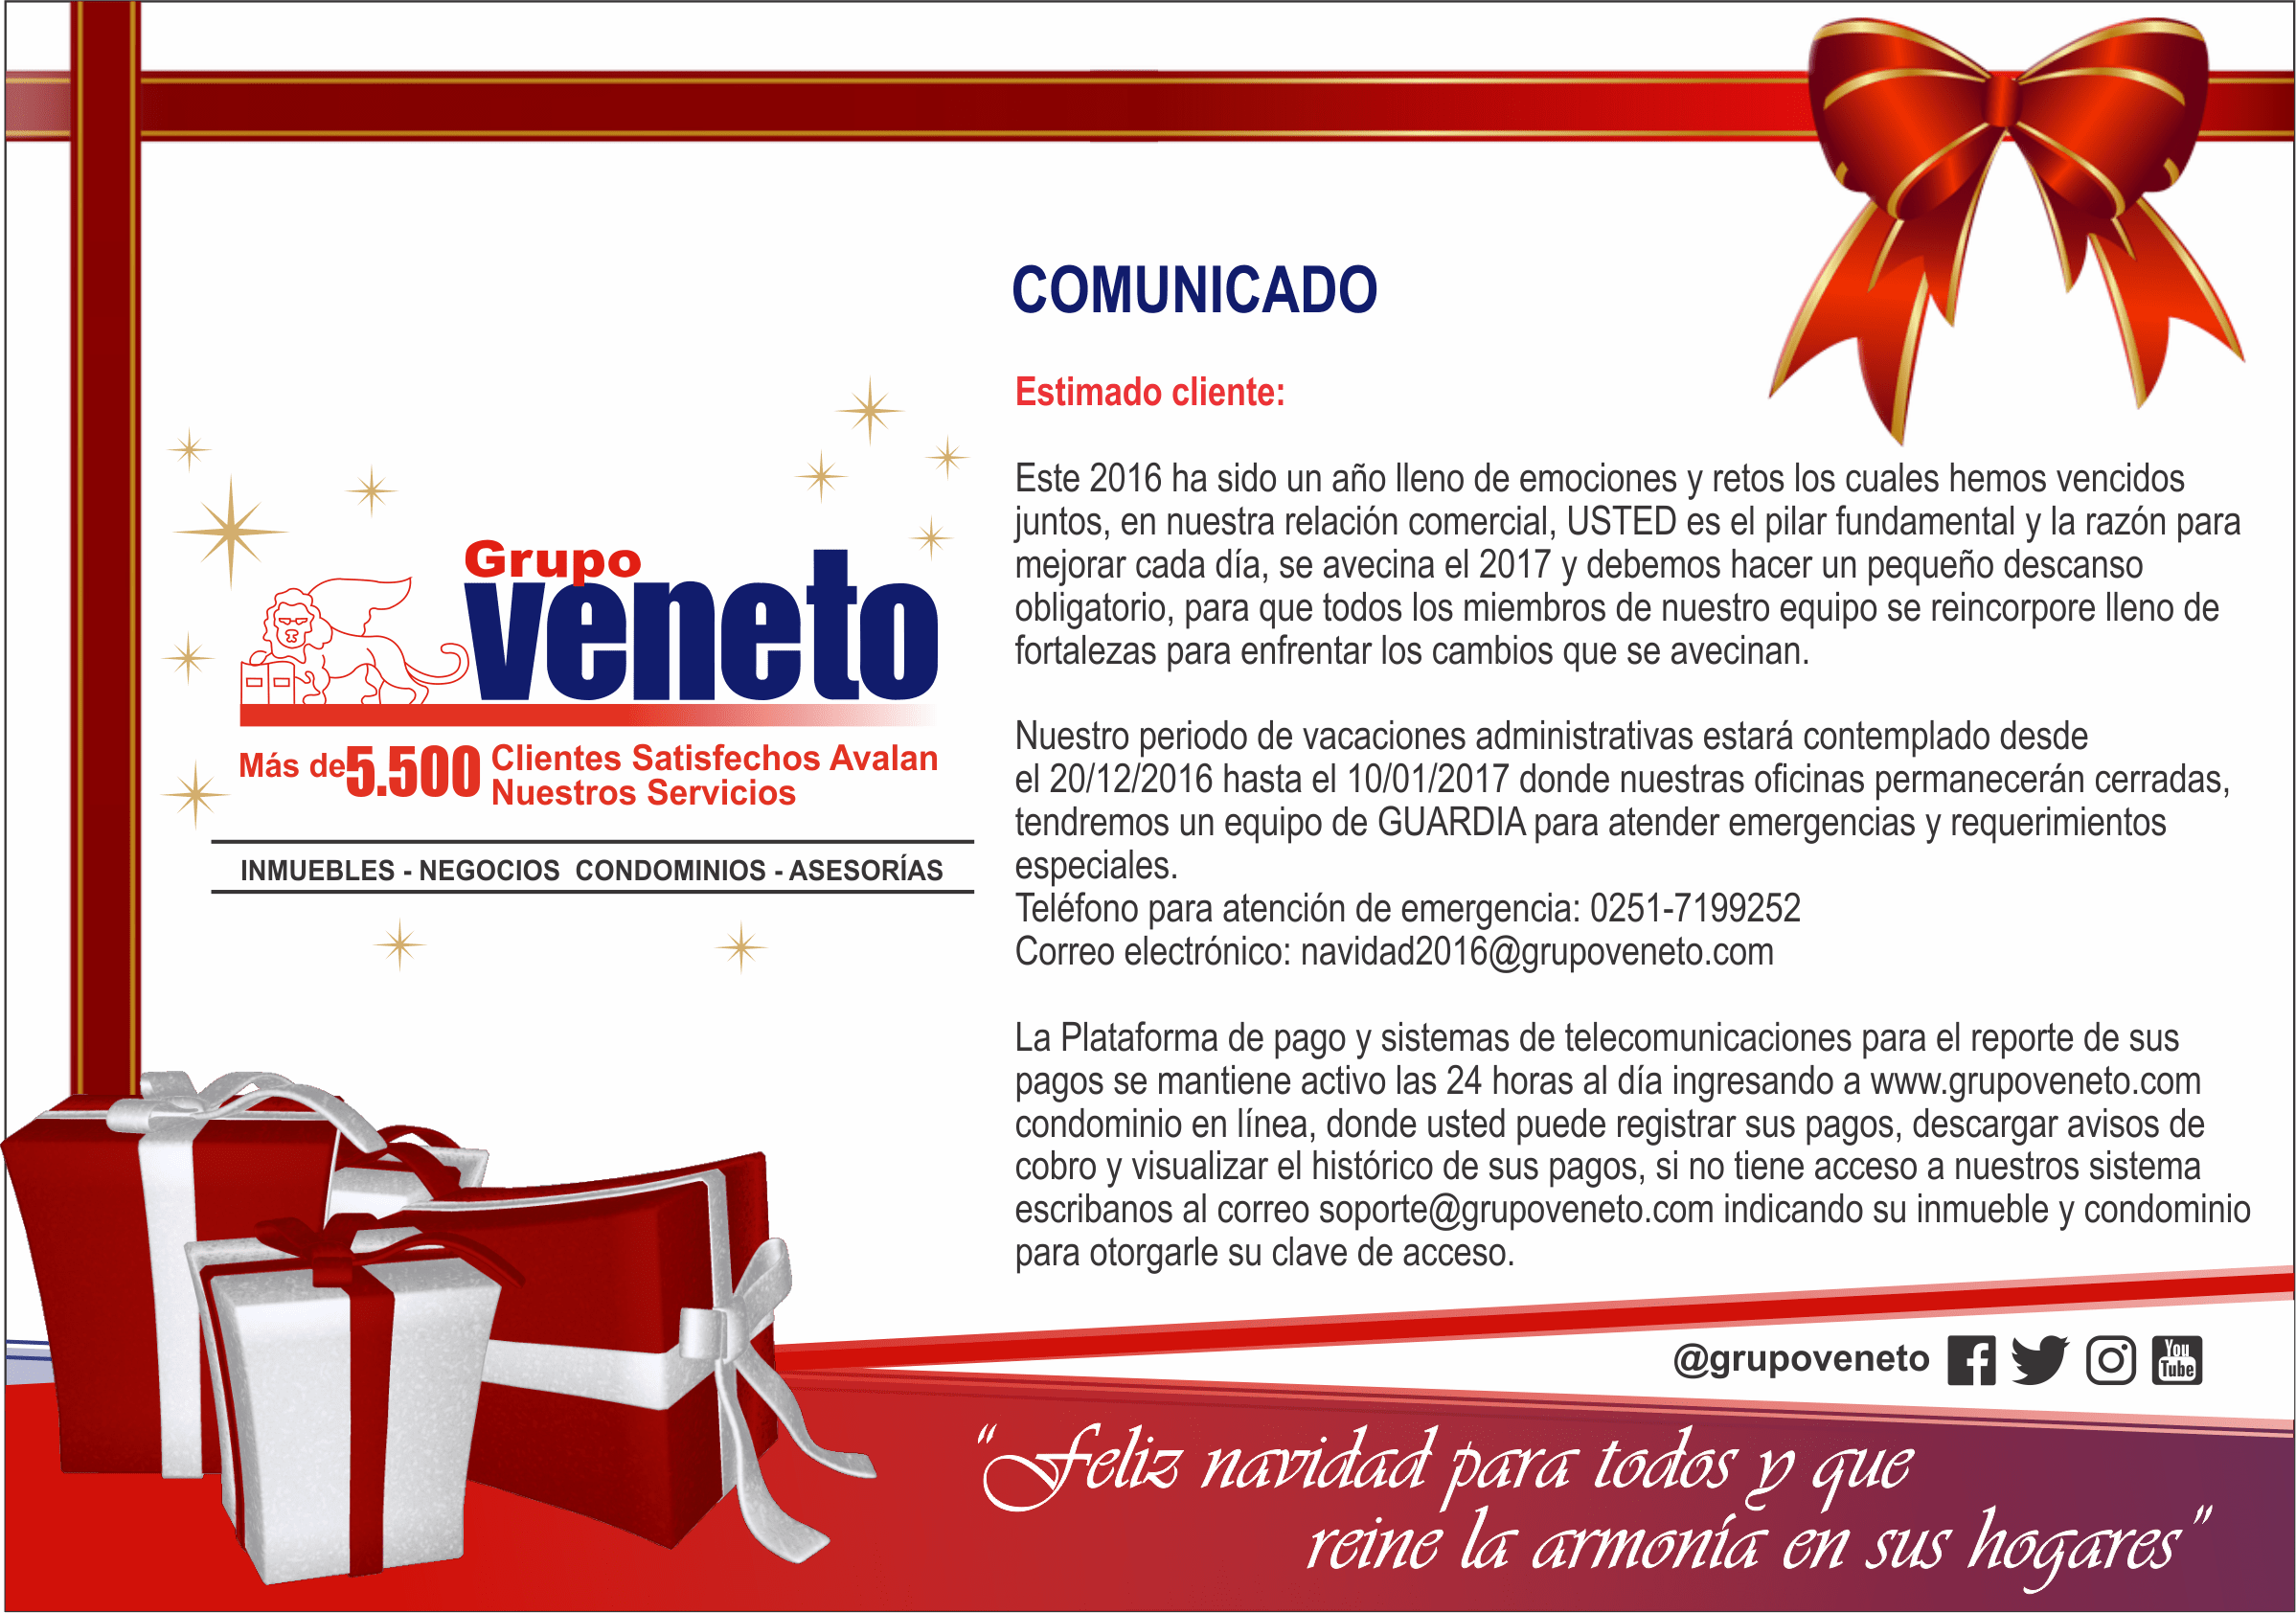 COMUNICADO
Estimado cliente:
Este 2016 ha sido un año lleno de emociones y retos los cuales hemos vencidos
juntos, en nuestra relación comercial, USTED es el pilar fundamental y la razón para
mejorar cada día, se avecina el 2017 y debemos hacer un pequeño descanso
obligatorio, para que todos los miembros de nuestro equipo se reincorpore lleno de
fortalezas para enfrentar los cambios que se avecinan.
Nuestro periodo de vacaciones administrativas estará contemplado desde
el 20/12/2016 hasta el 10/01/2017 donde nuestras oficinas permanecerán cerradas,
tendremos un equipo de GUARDIA para atender emergencias y requerimientos
especiales.
Teléfono para atención de emergencia: 0251-7199252
Correo electrónico: navidad2016@grupoveneto.com
La Plataforma de pago y sistemas de telecomunicaciones para el reporte de sus
pagos se mantiene activo las 24 horas al día ingresando a www.grupoveneto.com
condominio en línea, donde usted puede registrar sus pagos, descargar avisos de
cobro y visualizar el histórico de sus pagos, si no tiene acceso a nuestros sistema
escribanos al correo soporte@grupoveneto.com indicando su inmueble y condominio
para otorgarle su clave de acceso.
Grupo
veneto
Más de 5.500 Clientes Satisfechos Avalan
Nuestros Servicios
INMUEBLES - NEGOCIOS CONDOMINIOS - ASESORÍAS
@grupoveneto
You
Tube
"Feliz navidad para todos y que
reine la armonía en sus hogares"